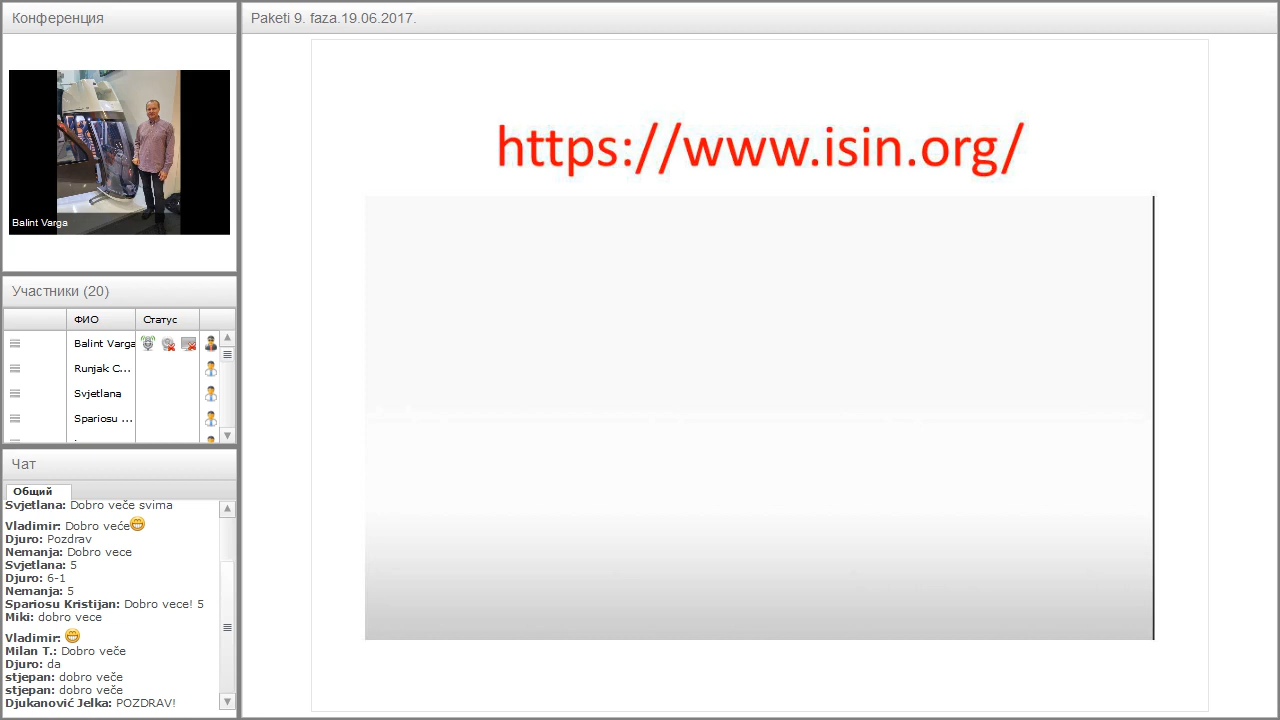 Конференция
Balint Varga
Участники (20)
ФИО Статус
Balint Varga
Runjak C...
Svjetlana
Spariosu ...
Чат
Общий
Svjetlana: Dobro veče svima
Vladimir: Dobro veće
Djuro: Pozdrav
Nemanja: Dobro vece
Svjetlana: 5
Djuro: 6-1
Nemanja: 5
Spariosu Kristijan: Dobro vece! 5
Miki: dobro vece
Vladimir:
Milan T.: Dobro veče
Djuro: da
stjepan: dobro veče
stjepan: dobro veče
Djukanović Jelka: POZDRAV!
Paketi 9. faza.19.06.2017.
https://www.isin.org/